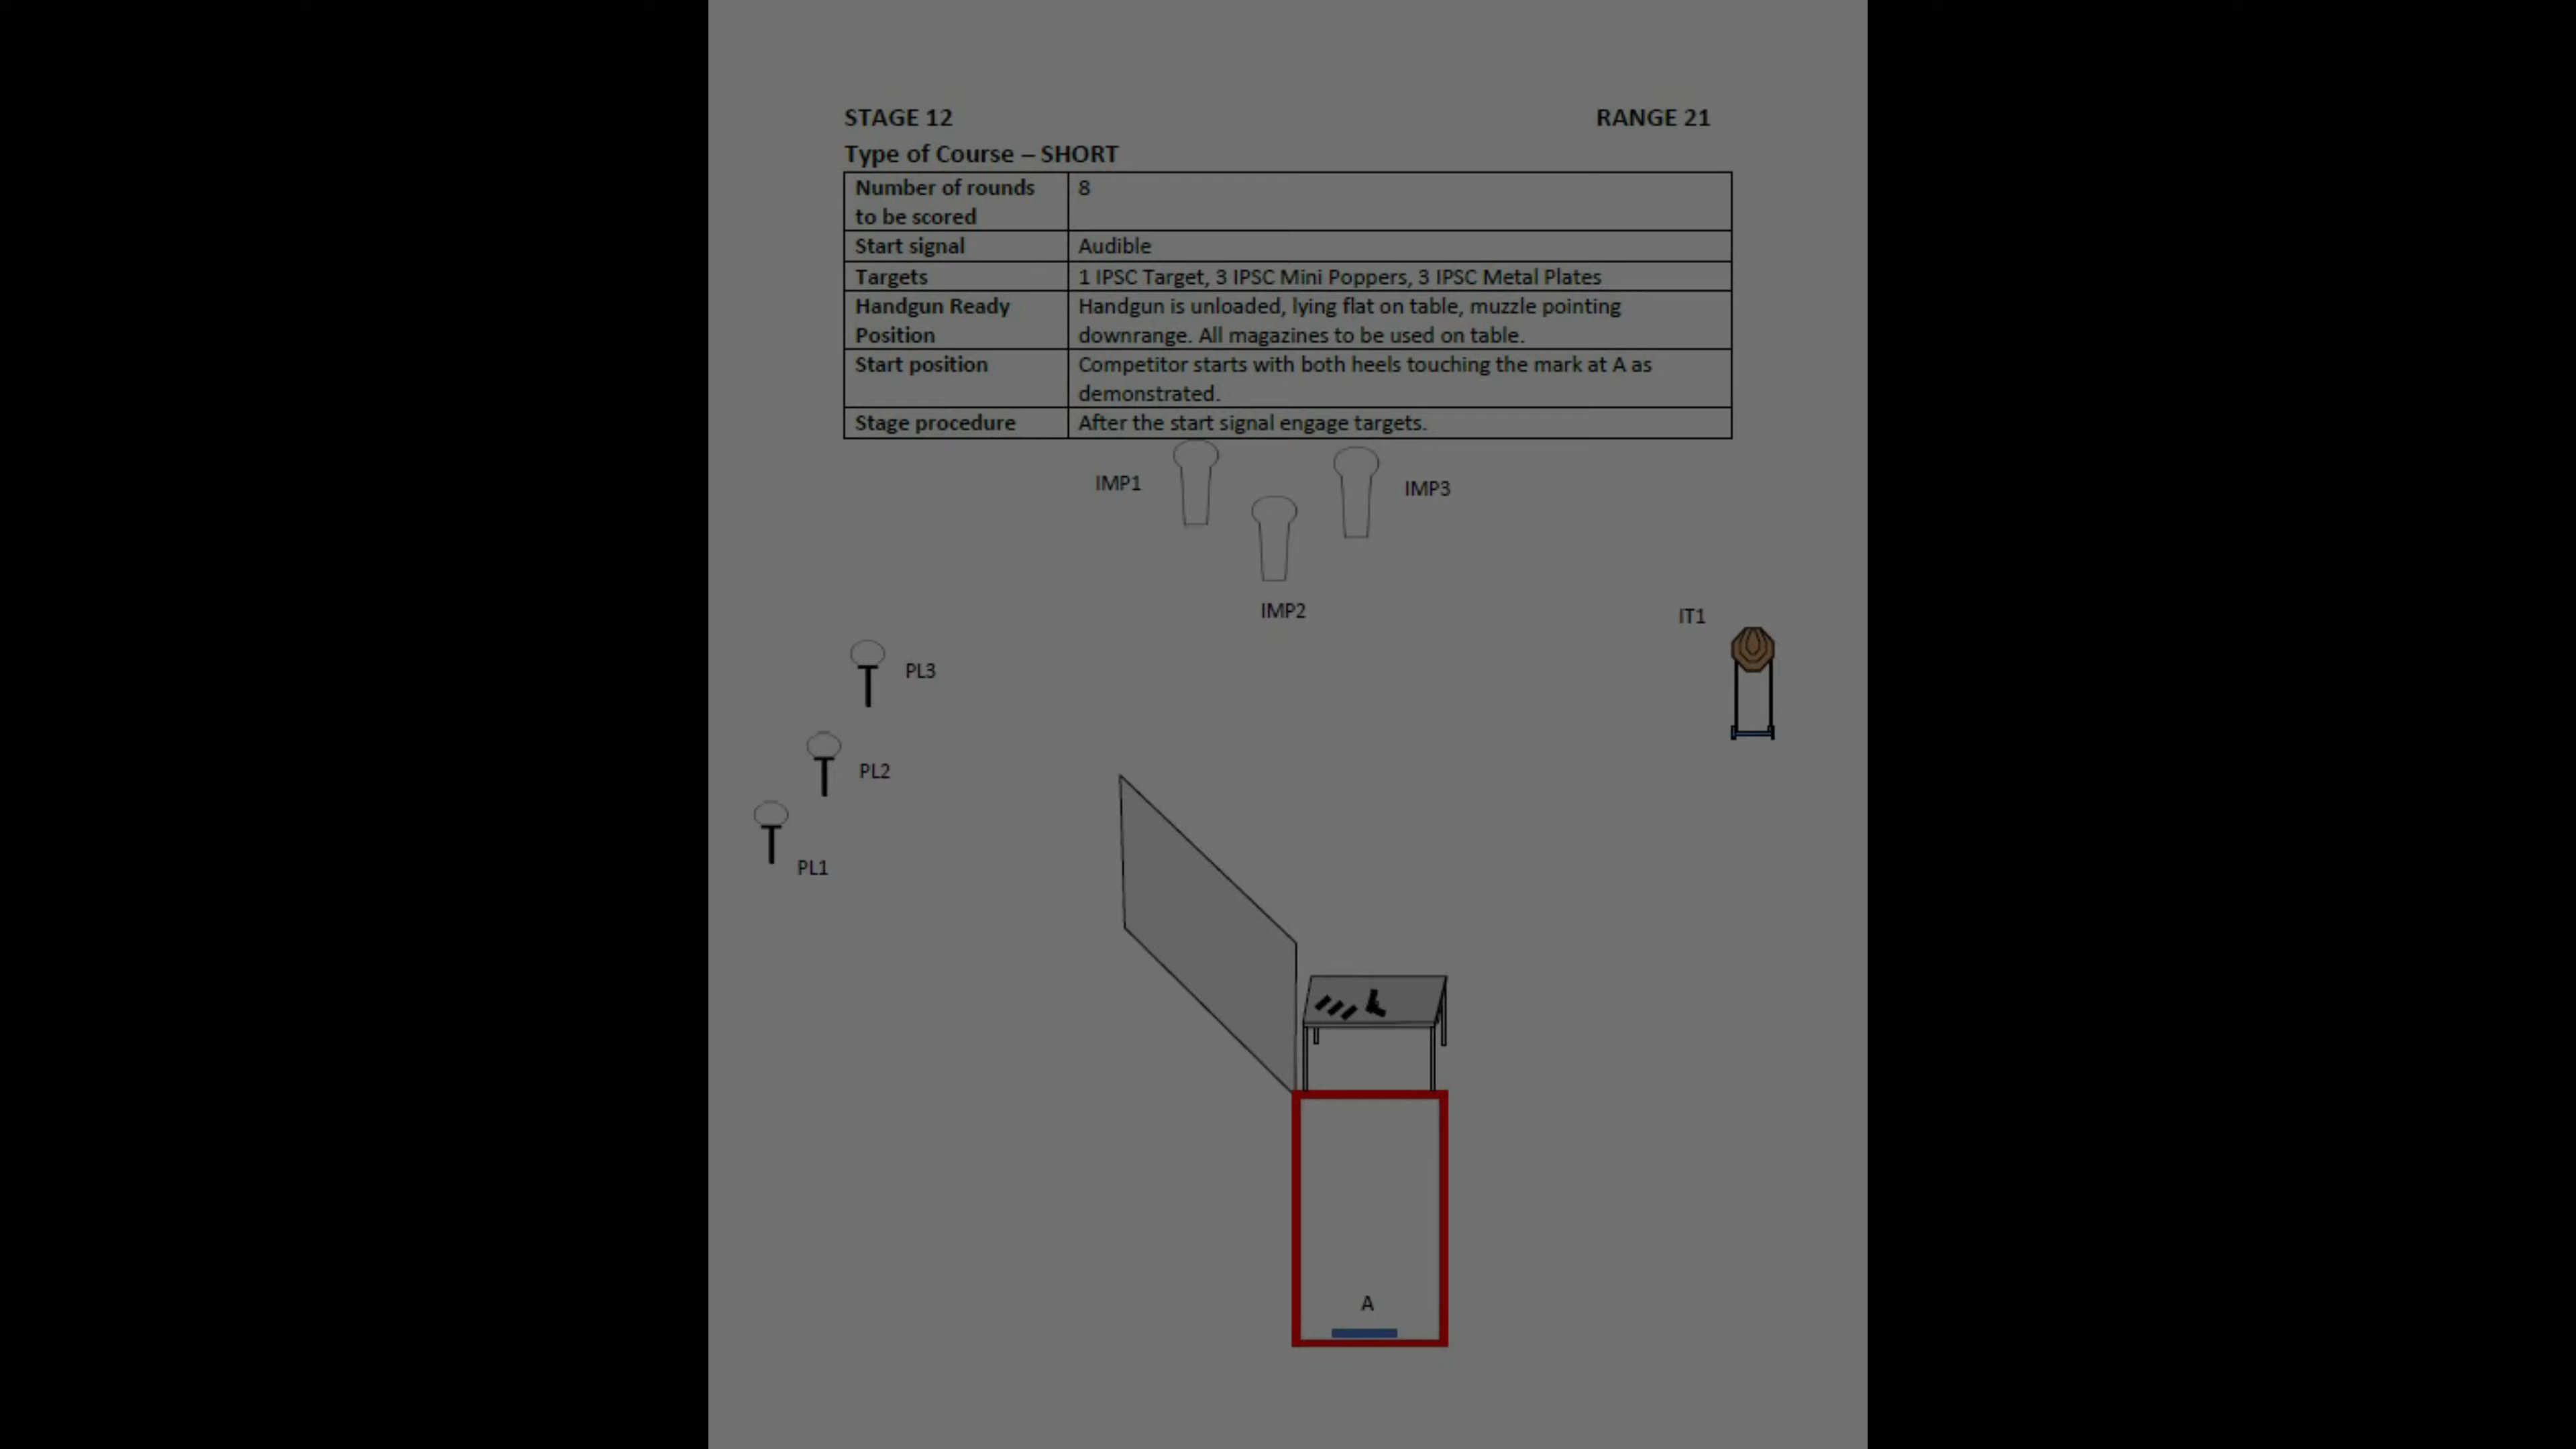 STAGE 12 RANGE 21
Type of Course – SHORT
Number of rounds to be scored 8
Start signal Audible
Targets 1 IPSC Target, 3 IPSC Mini Poppers, 3 IPSC Metal Plates
Handgun Ready Position Handgun is unloaded, lying flat on table, muzzle pointing
downrange. All magazines to be used on table.
Start position Competitor starts with both heels touching the mark at A as
demonstrated.
Stage procedure After the start signal engage targets.
IMP1
IMP3
IMP2
IT1
PL3
PL2
PL1
A